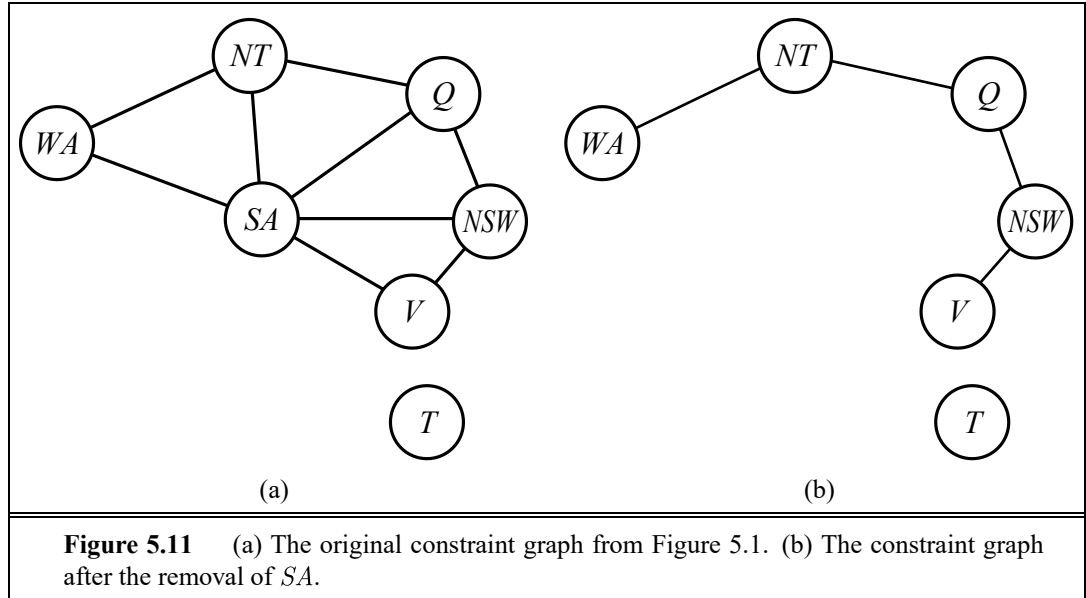 NT
Q
WA
SA
NSW
V
T
(a)
NT
Q
WA
NSW
V
T
(b)
Figure 5.11 (a) The original constraint graph from Figure 5.1. (b) The constraint graph
after the removal of SA.